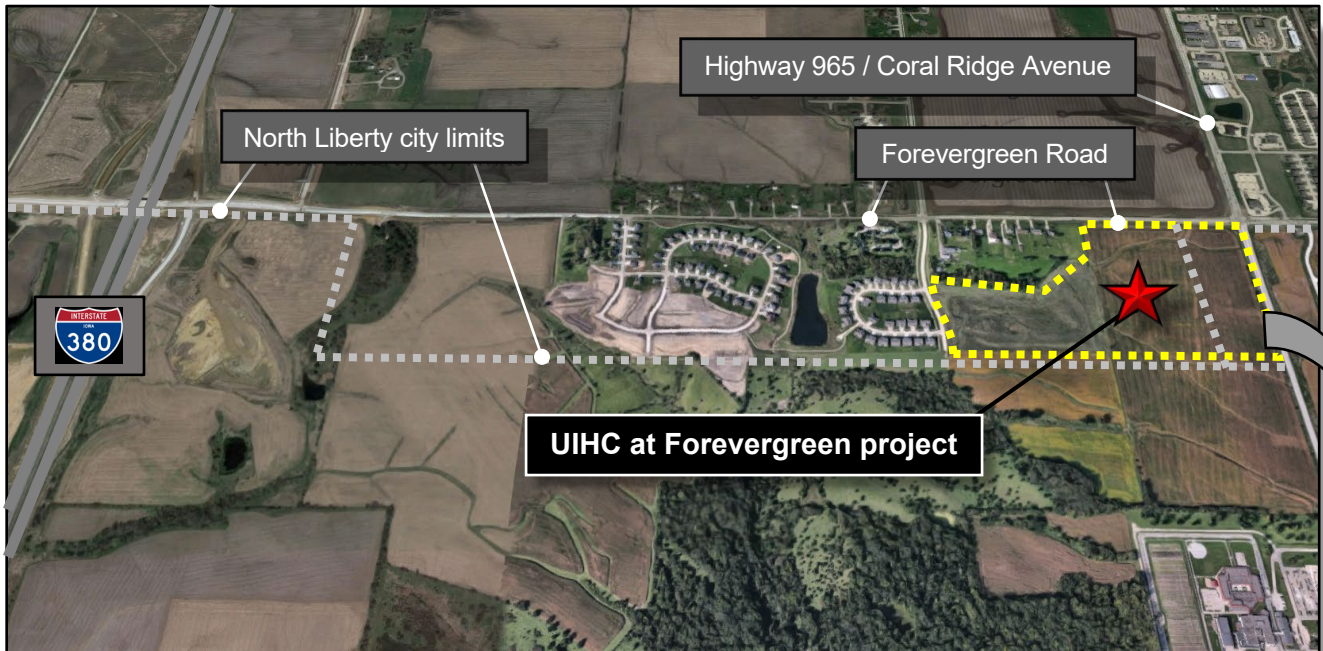 Highway 965 / Coral Ridge Avenue
North Liberty city limits
Forevergreen Road
INTERSTATE
IOWA
380
UIHC at Forevergreen project